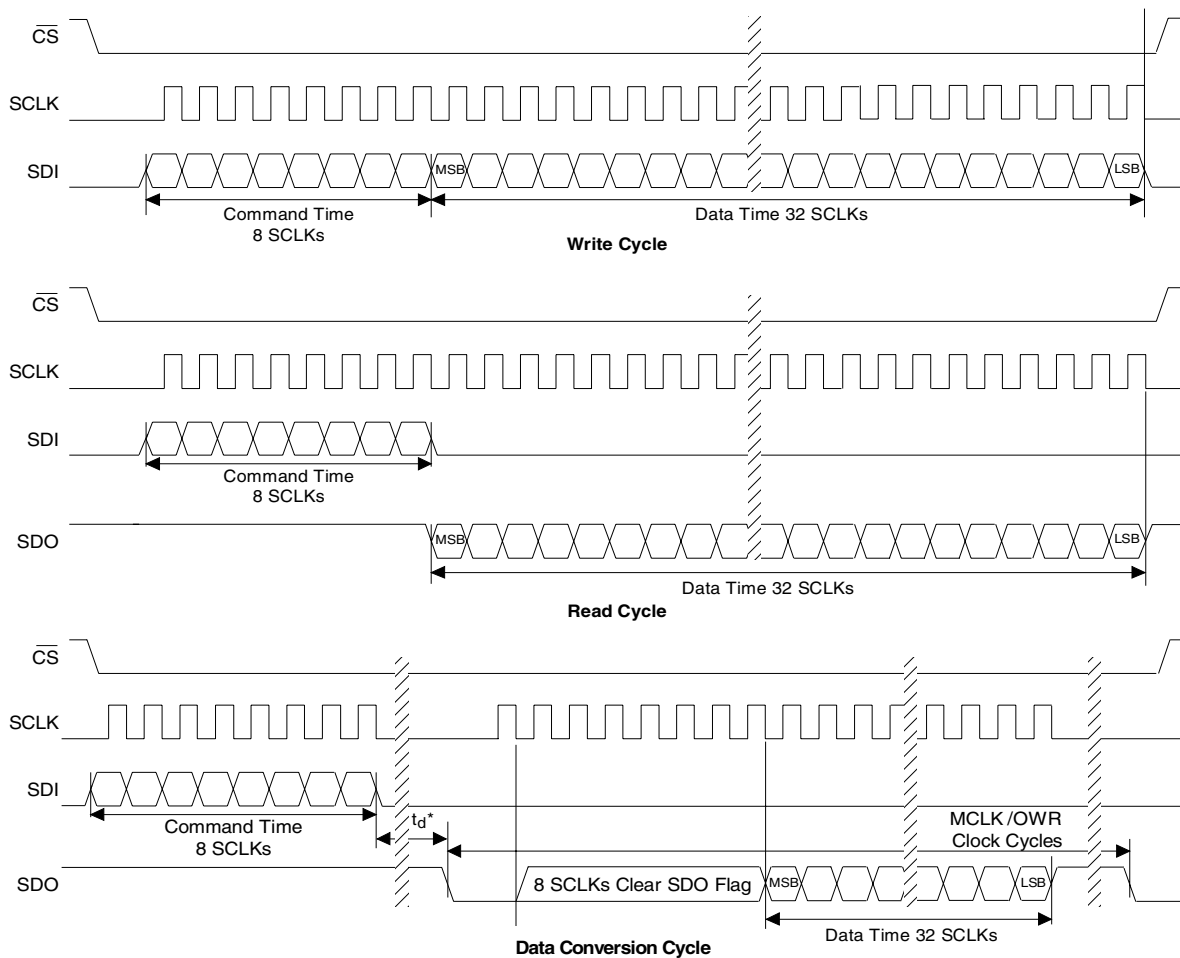 CS
SCLK
SDI
MSB
LSB
Command Time
8 SCLKs
Data Time 32 SCLKs
Write Cycle
CS
SCLK
SDI
Command Time
8 SCLKs
SDO
MSB
LSB
Data Time 32 SCLKs
Read Cycle
CS
SCLK
SDI
Command Time
8 SCLKs
td*
MCLK /OWR
Clock Cycles
SDO
8 SCLKs Clear SDO Flag
MSB
LSB
Data Time 32 SCLKs
Data Conversion Cycle